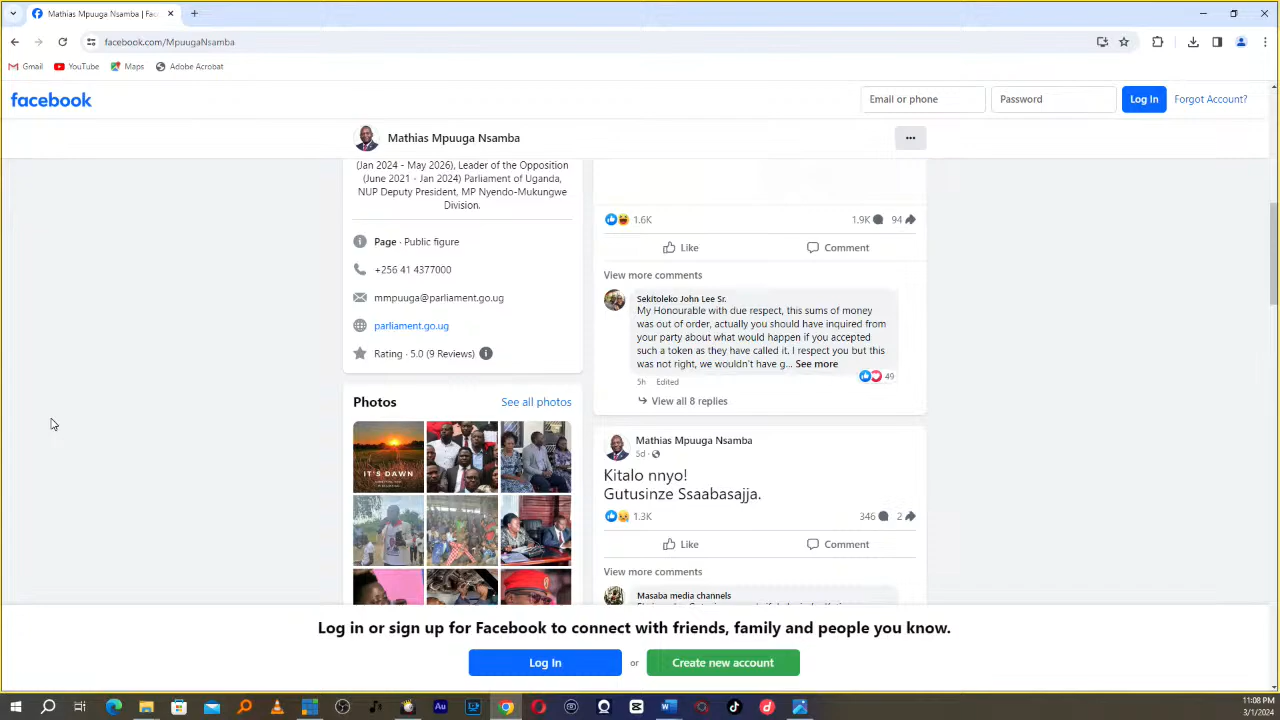 Mathias Mpuuga Nsamba | Fac
facebook.com/MpuugaNsamba
Gmail YouTube Maps Adobe Acrobat
facebook
Email or phone Password Log In Forgot Account?
Mathias Mpuuga Nsamba
(Jan 2024 - May 2026), Leader of the Opposition
(June 2021 - Jan 2024) Parliament of Uganda,
NUP Deputy President, MP Nyendo-Mukungwe
Division.
Page · Public figure
+256 41 4377000
mmpuuga@parliament.go.ug
parliament.go.ug
Rating · 5.0 (9 Reviews)
Photos See all photos
IT'S DAWN
1.6K 1.9K 94
Like Comment
View more comments
Sekitoleko John Lee Sr.
My Honourable with due respect, this sums of money
was out of order, actually you should have inquired from
your party about what would happen if you accepted
such a token as they have called it. I respect you but this
was not right, we wouldn't have g... See more
49
5h Edited
View all 8 replies
Mathias Mpuuga Nsamba
5d ·
Kitalo nnyo!
Gutusinze Ssaabasajja.
1.3K 346 2
Like Comment
View more comments
Masaba media channels
Log in or sign up for Facebook to connect with friends, family and people you know.
Log In or Create new account
11:08 PM
3/1/2024